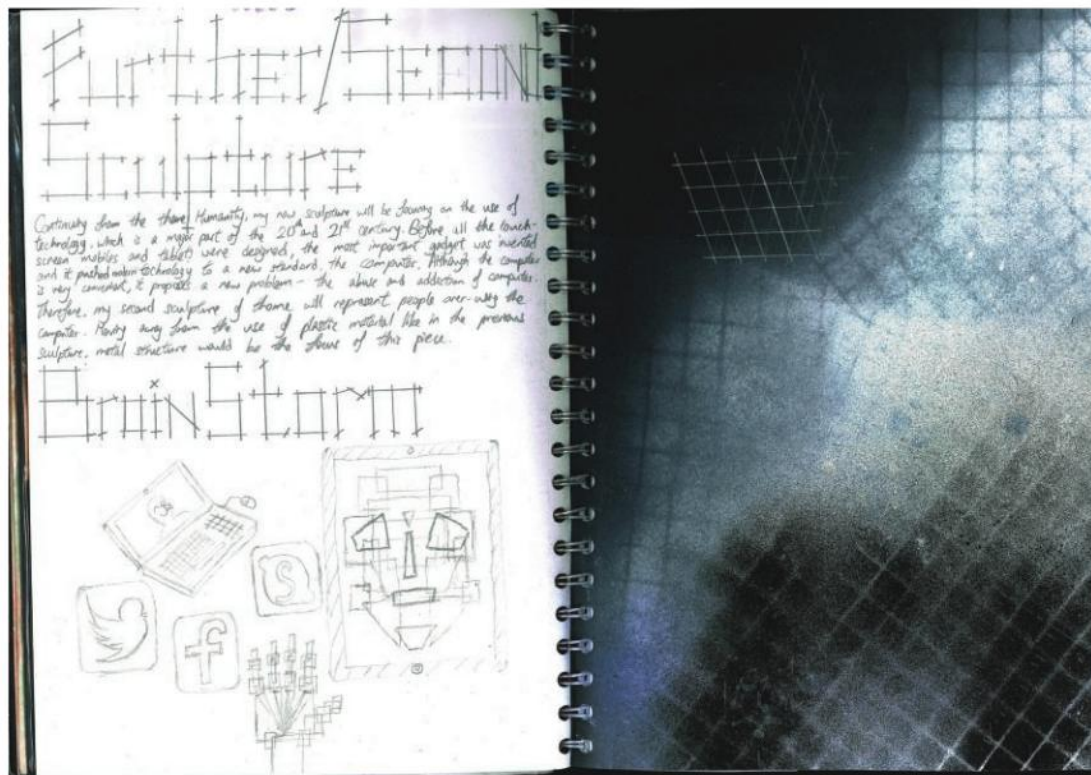 Further/Second
Sculpture
Continuing from the theme Humanity, my new sculpture will be focusing on the use of
technology, which is a major part of the 20th and 21st century. Before all the touch-
screen mobiles and tablets were designed, the most important gadget was invented
and it pushed modern technology to a new standard, the computer. Although the computer
is very convenient, it proposes a new problem - the abuse and addiction of computer.
Therefore, my second sculpture of theme will represent people over-using the
computer. Moving away from the use of plastic material like in the previous
sculpture, metal structure would be the focus of this piece.
BrainStorm
S
f